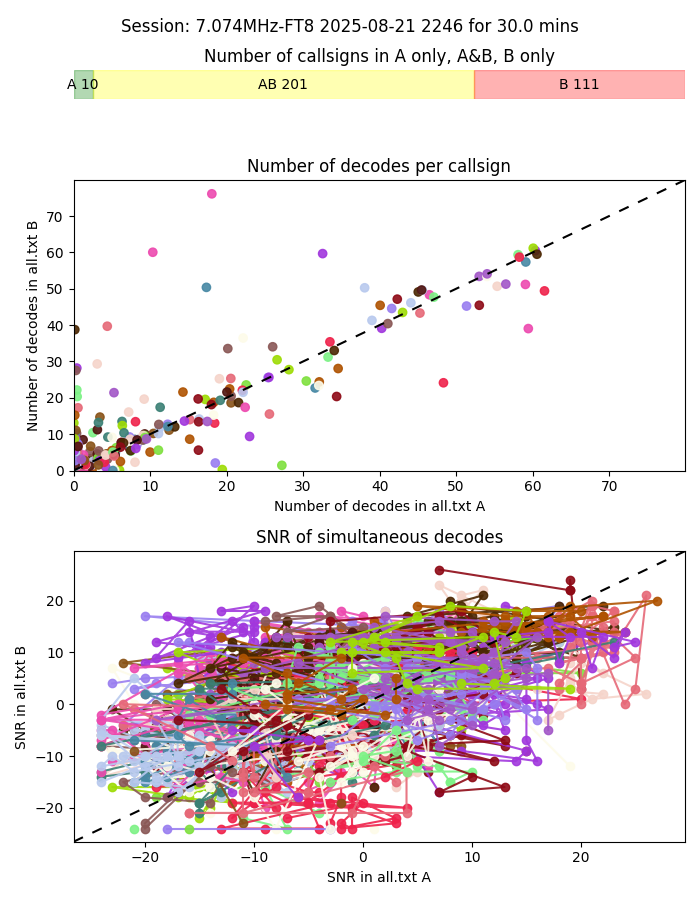 Session: 7.074MHz-FT8 2025-08-21 2246 for 30.0 mins
Number of callsigns in A only, A&B, B only
A 10 AB 201 B 111
Number of decodes per callsign
Number of decodes in all.txt B
70
60
50
40
30
20
10
0
0 10 20 30 40 50 60 70
Number of decodes in all.txt A
SNR of simultaneous decodes
SNR in all.txt B
20
10
0
−10
−20
−20 −10 0 10 20
SNR in all.txt A